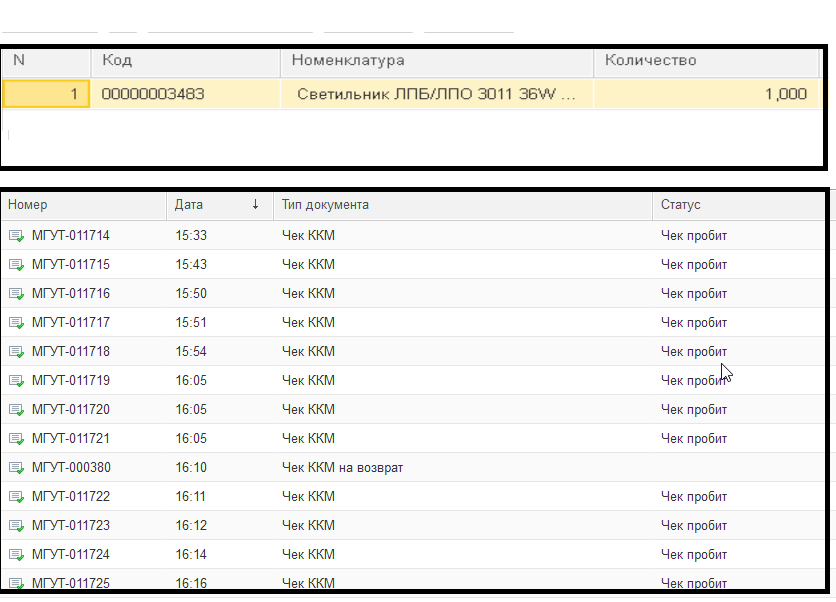 N Код Номенклатура Количество
1 00000003483 Светильник ЛПБ/ЛПО 3011 36W ... 1,000
Номер Дата ↓ Тип документа Статус
МГУТ-011714 15:33 Чек ККМ Чек пробит
МГУТ-011715 15:43 Чек ККМ Чек пробит
МГУТ-011716 15:50 Чек ККМ Чек пробит
МГУТ-011717 15:51 Чек ККМ Чек пробит
МГУТ-011718 15:54 Чек ККМ Чек пробит
МГУТ-011719 16:05 Чек ККМ Чек пробит
МГУТ-011720 16:05 Чек ККМ Чек пробит
МГУТ-011721 16:05 Чек ККМ Чек пробит
МГУТ-000380 16:10 Чек ККМ на возврат
МГУТ-011722 16:11 Чек ККМ Чек пробит
МГУТ-011723 16:12 Чек ККМ Чек пробит
МГУТ-011724 16:14 Чек ККМ Чек пробит
МГУТ-011725 16:16 Чек ККМ Чек пробит